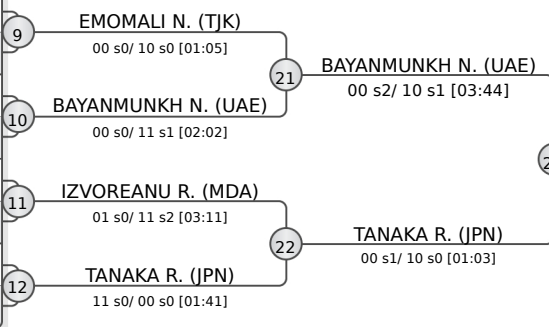 9
EMOMALI N. (TJK)
00 s0/ 10 s0 [01:05]
21
BAYANMUNKH N. (UAE)
00 s2/ 10 s1 [03:44]
10
BAYANMUNKH N. (UAE)
00 s0/ 11 s1 [02:02]
11
IZVOREANU R. (MDA)
01 s0/ 11 s2 [03:11]
22
TANAKA R. (JPN)
00 s1/ 10 s0 [01:03]
12
TANAKA R. (JPN)
11 s0/ 00 s0 [01:41]